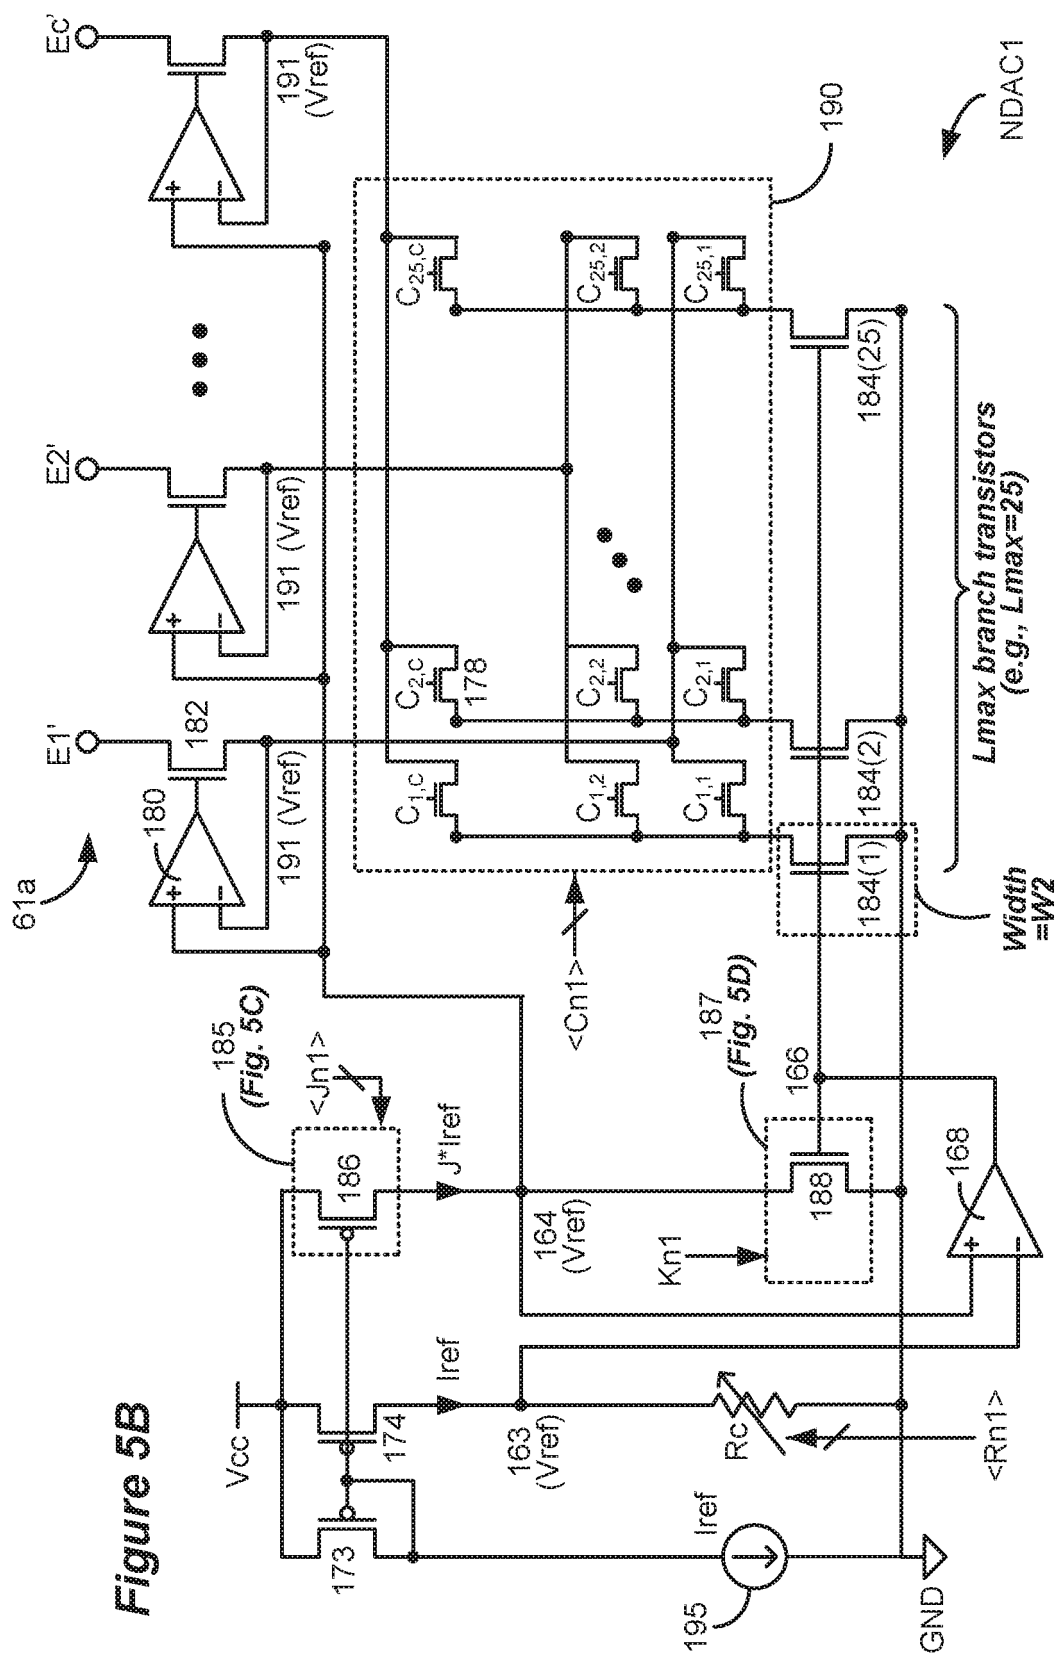 Figure 5B
61a
E1'
E2'
Ec'
180
182
191 (Vref)
191 (Vref)
191
(Vref)
+
−
+
−
+
−
Vcc
173
174
185
(Fig. 5C)
<Jn1>
186
Iref
J*Iref
163
(Vref)
164
(Vref)
C1,C
C2,C
C25,C
178
C1,2
C2,2
C25,2
C1,1
C2,1
C25,1
190
<Cn1>
Iref
195
Rc
<Rn1>
Kn1
187
(Fig. 5D)
188
166
168
+
−
184(1)
184(2)
184(25)
GND
Width
=W2
Lmax branch transistors
(e.g., Lmax=25)
NDAC1